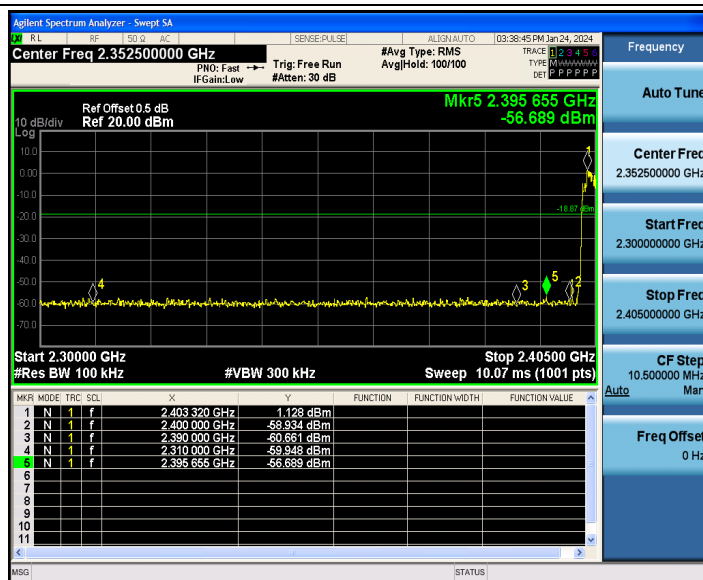 Agilent Spectrum Analyzer - Swept SA
LXI RL RF 50 Ω AC SENSE:PULSE ALIGN AUTO 03:38:45 PM Jan 24, 2024
Center Freq 2.352500000 GHz
#Avg Type: RMS
TRACE 1 2 3 4 5 6
PNO: Fast Trig: Free Run Avg|Hold: 100/100
TYPE M W W W W W
IFGain:Low #Atten: 30 dB
DET P P P P P P
Mkr5 2.395 655 GHz
-56.689 dBm
Ref Offset 0.5 dB
10 dB/div Ref 20.00 dBm
Log
10.0
0.00
-10.0
-20.0
-30.0
-40.0
-50.0
-60.0
-70.0
1
-18.87 dBm
4
3
5
2
Start 2.30000 GHz Stop 2.40500 GHz
#Res BW 100 kHz #VBW 300 kHz Sweep 10.07 ms (1001 pts)
MKR MODE TRC SCL X Y FUNCTION FUNCTION WIDTH FUNCTION VALUE
1 N 1 f 2.403 320 GHz 1.128 dBm
2 N 1 f 2.400 000 GHz -58.934 dBm
3 N 1 f 2.390 000 GHz -60.661 dBm
4 N 1 f 2.310 000 GHz -59.948 dBm
5 N 1 f 2.395 655 GHz -56.689 dBm
6
7
8
9
10
11
MSG STATUS
Frequency
Auto Tune
Center Freq
2.352500000 GHz
Start Freq
2.300000000 GHz
Stop Freq
2.405000000 GHz
CF Step
10.500000 MHz
Auto Man
Freq Offset
0 Hz